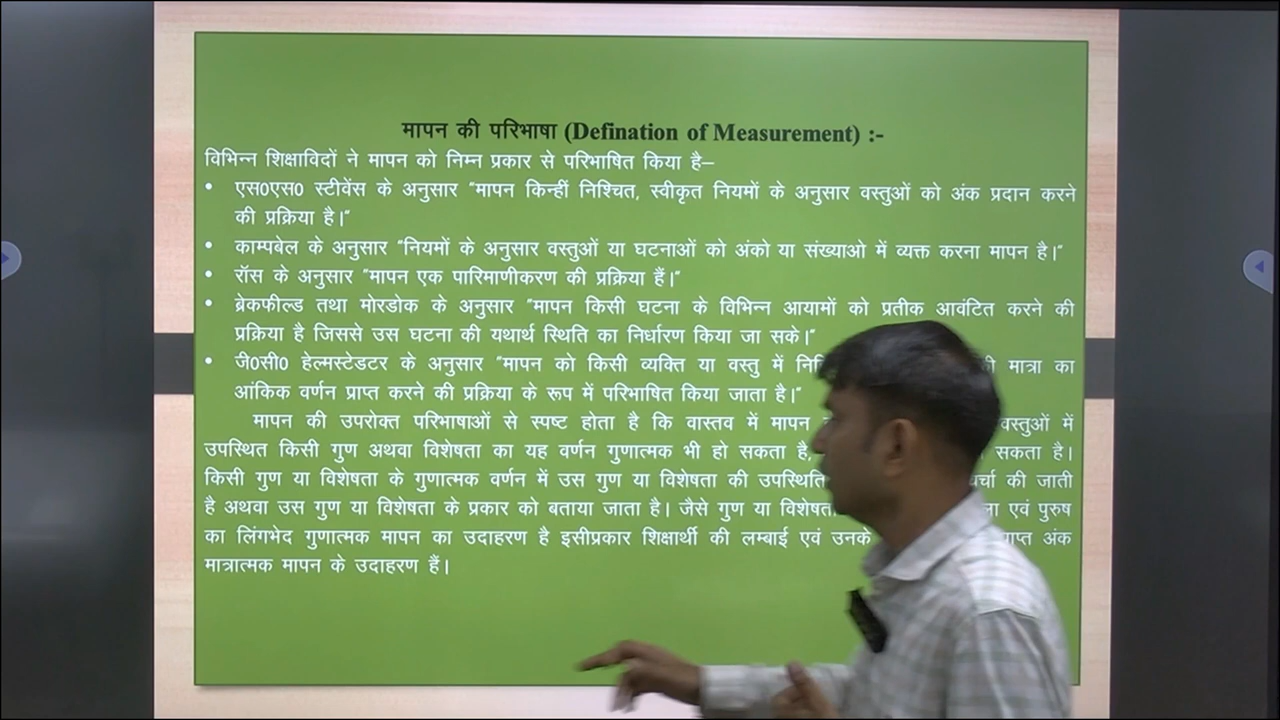 मापन की परिभाषा (Defination of Measurement) :-
विभिन्न शिक्षाविदों ने मापन को निम्न प्रकार से परिभाषित किया है–
• एस0एस0 स्टीवेंस के अनुसार "मापन किन्हीं निश्चित, स्वीकृत नियमों के अनुसार वस्तुओं को अंक प्रदान करने
की प्रक्रिया है।"
• काम्पबेल के अनुसार "नियमों के अनुसार वस्तुओं या घटनाओं को अंको या संख्याओ में व्यक्त करना मापन है।"
• रॉस के अनुसार "मापन एक पारिमाणीकरण की प्रक्रिया हैं।"
• ब्रेकफील्ड तथा मोरडोक के अनुसार "मापन किसी घटना के विभिन्न आयामों को प्रतीक आवंटित करने की
प्रक्रिया है जिससे उस घटना की यथार्थ स्थिति का निर्धारण किया जा सके।"
• जी0सी0 हेल्मस्टेडटर के अनुसार "मापन को किसी व्यक्ति या वस्तु में मात्रा का
आंकिक वर्णन प्राप्त करने की प्रक्रिया के रूप में परिभाषित किया जाता है।"
मापन की उपरोक्त परिभाषाओं से स्पष्ट होता है कि वास्तव में मापन वस्तुओं में
उपस्थित किसी गुण अथवा विशेषता का यह वर्णन गुणात्मक भी हो सकता है, सकता है।
किसी गुण या विशेषता के गुणात्मक वर्णन में उस गुण या विशेषता की उपस्थिति की जाती
है अथवा उस गुण या विशेषता के प्रकार को बताया जाता है। जैसे गुण या एवं पुरुष
का लिंगभेद गुणात्मक मापन का उदाहरण है इसीप्रकार शिक्षार्थी की लम्बाई एवं उनके अंक
मात्रात्मक मापन के उदाहरण हैं।